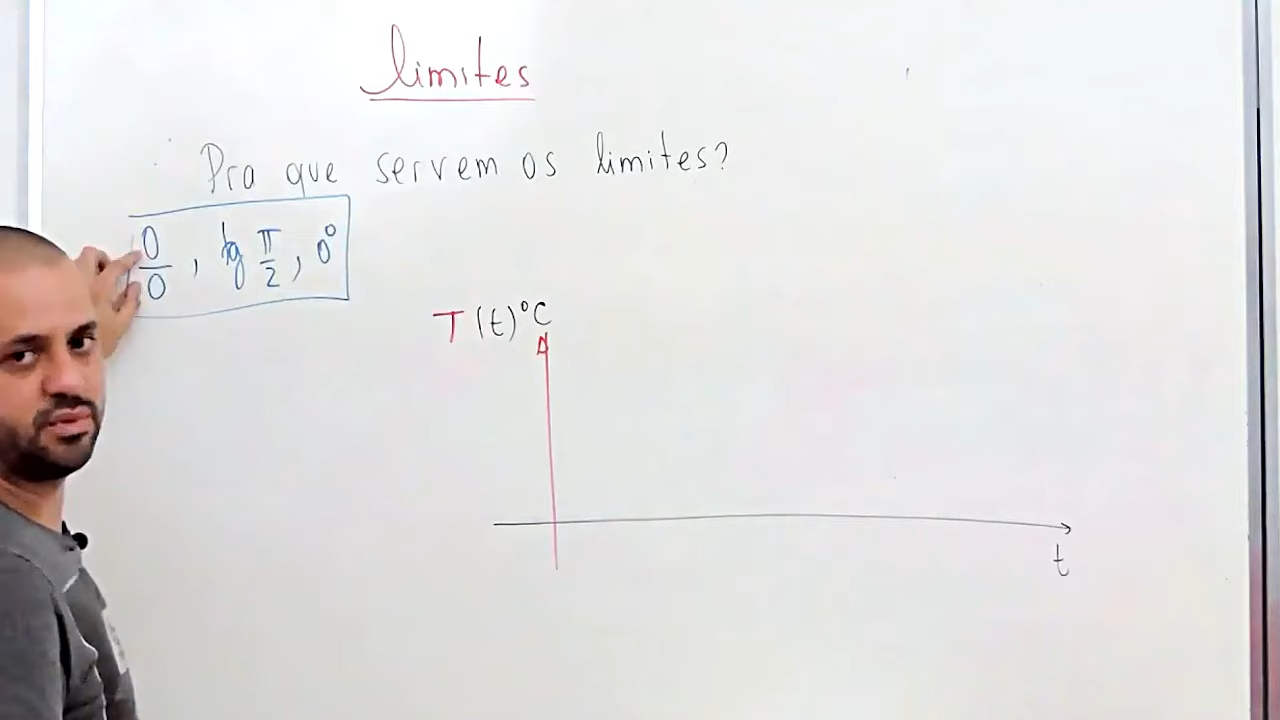 limites
Pra que servem os limites?
0/0, tg π/2, 0⁰
T (t) °C
t